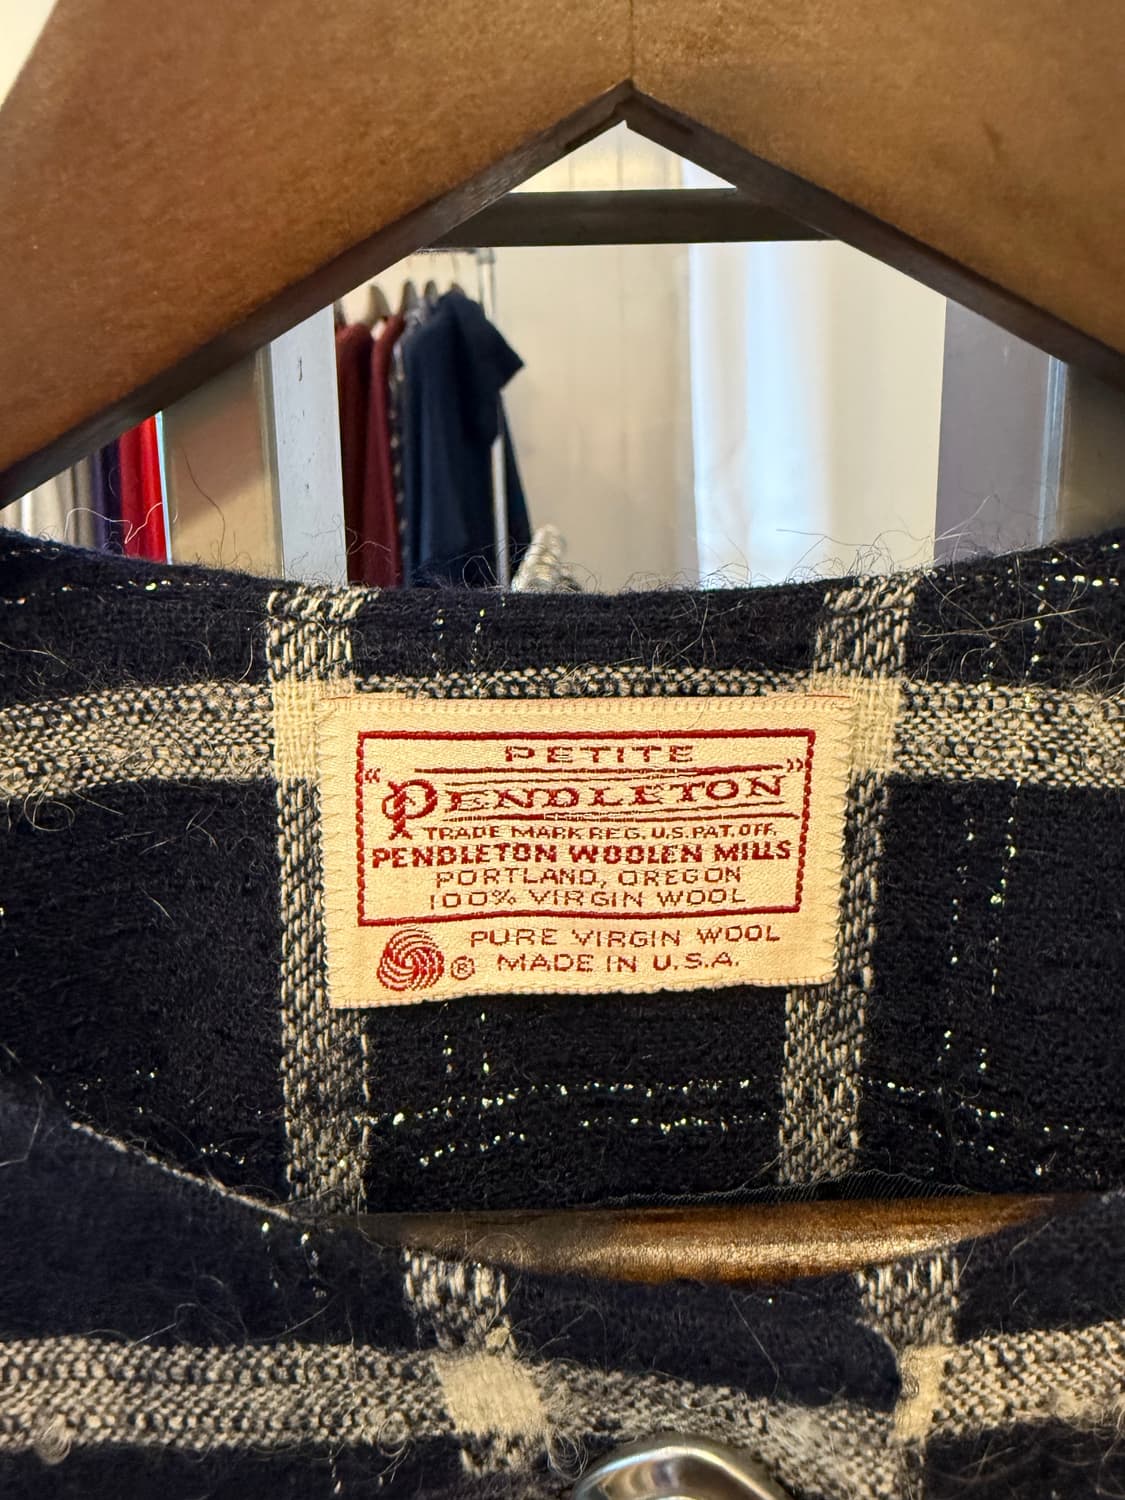 PETITE
"PENDLETON"
TRADE MARK REG. U.S. PAT. OFF.
PENDLETON WOOLEN MILLS
PORTLAND, OREGON
100% VIRGIN WOOL
PURE VIRGIN WOOL
® MADE IN U.S.A.